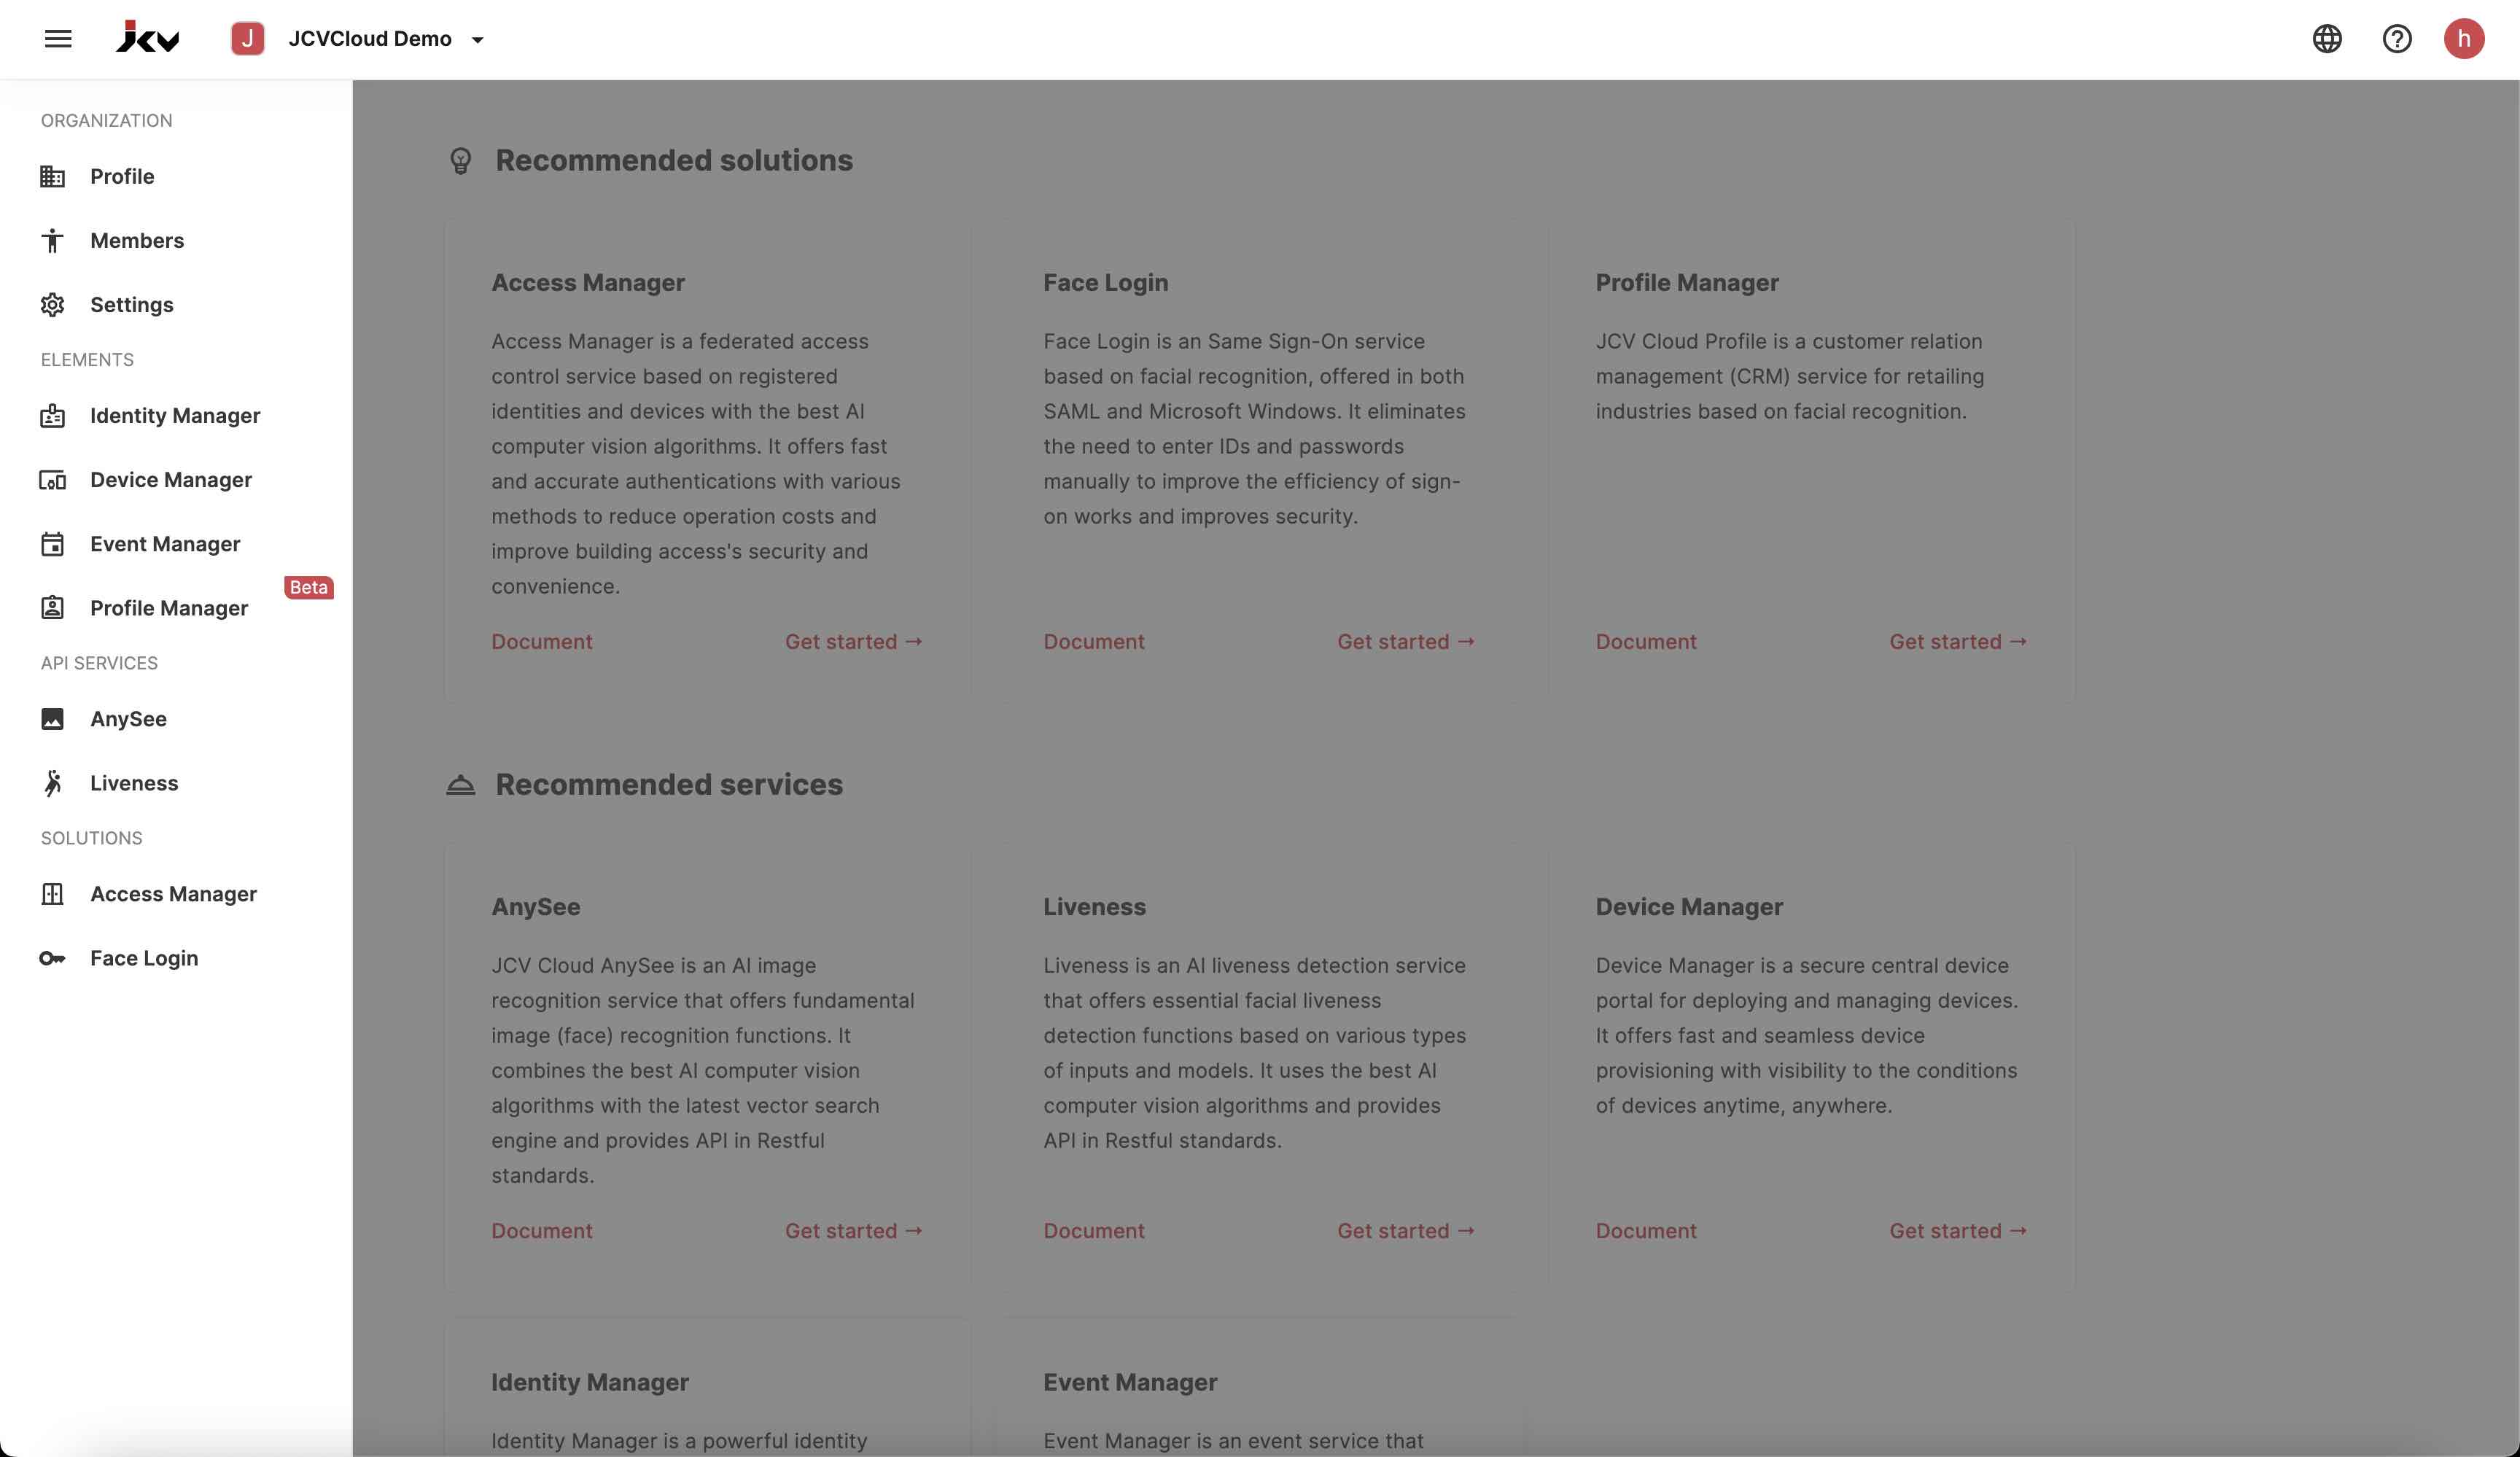 JCV
J
JCVCloud Demo
h
ORGANIZATION
Profile
Members
Settings
ELEMENTS
Identity Manager
Device Manager
Event Manager
Beta
Profile Manager
API SERVICES
AnySee
Liveness
SOLUTIONS
Access Manager
Face Login
Recommended solutions
Access Manager
Access Manager is a federated access
control service based on registered
identities and devices with the best AI
computer vision algorithms. It offers fast
and accurate authentications with various
methods to reduce operation costs and
improve building access's security and
convenience.
Document
Get started →
Face Login
Face Login is an Same Sign-On service
based on facial recognition, offered in both
SAML and Microsoft Windows. It eliminates
the need to enter IDs and passwords
manually to improve the efficiency of sign-
on works and improves security.
Document
Get started →
Profile Manager
JCV Cloud Profile is a customer relation
management (CRM) service for retailing
industries based on facial recognition.
Document
Get started →
Recommended services
AnySee
JCV Cloud AnySee is an AI image
recognition service that offers fundamental
image (face) recognition functions. It
combines the best AI computer vision
algorithms with the latest vector search
engine and provides API in Restful
standards.
Document
Get started →
Liveness
Liveness is an AI liveness detection service
that offers essential facial liveness
detection functions based on various types
of inputs and models. It uses the best AI
computer vision algorithms and provides
API in Restful standards.
Document
Get started →
Device Manager
Device Manager is a secure central device
portal for deploying and managing devices.
It offers fast and seamless device
provisioning with visibility to the conditions
of devices anytime, anywhere.
Document
Get started →
Identity Manager
Identity Manager is a powerful identity
Event Manager
Event Manager is an event service that